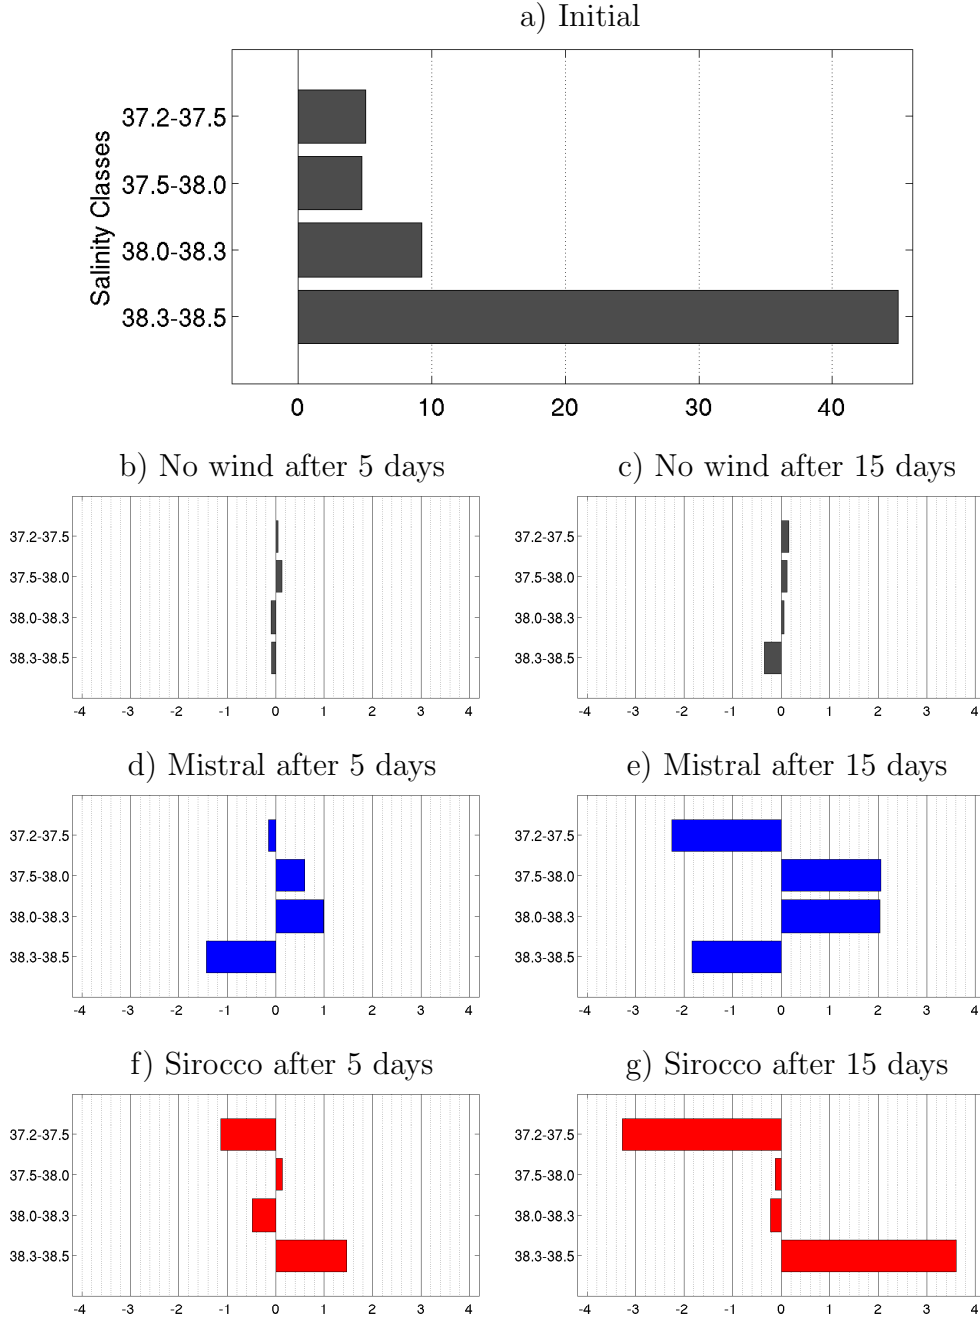 a) Initial
Salinity Classes
37.2-37.5
37.5-38.0
38.0-38.3
38.3-38.5
0 10 20 30 40
b) No wind after 5 days
37.2-37.5
37.5-38.0
38.0-38.3
38.3-38.5
-4 -3 -2 -1 0 1 2 3 4
c) No wind after 15 days
37.2-37.5
37.5-38.0
38.0-38.3
38.3-38.5
-4 -3 -2 -1 0 1 2 3 4
d) Mistral after 5 days
37.2-37.5
37.5-38.0
38.0-38.3
38.3-38.5
-4 -3 -2 -1 0 1 2 3 4
e) Mistral after 15 days
37.2-37.5
37.5-38.0
38.0-38.3
38.3-38.5
-4 -3 -2 -1 0 1 2 3 4
f) Sirocco after 5 days
37.2-37.5
37.5-38.0
38.0-38.3
38.3-38.5
-4 -3 -2 -1 0 1 2 3 4
g) Sirocco after 15 days
37.2-37.5
37.5-38.0
38.0-38.3
38.3-38.5
-4 -3 -2 -1 0 1 2 3 4